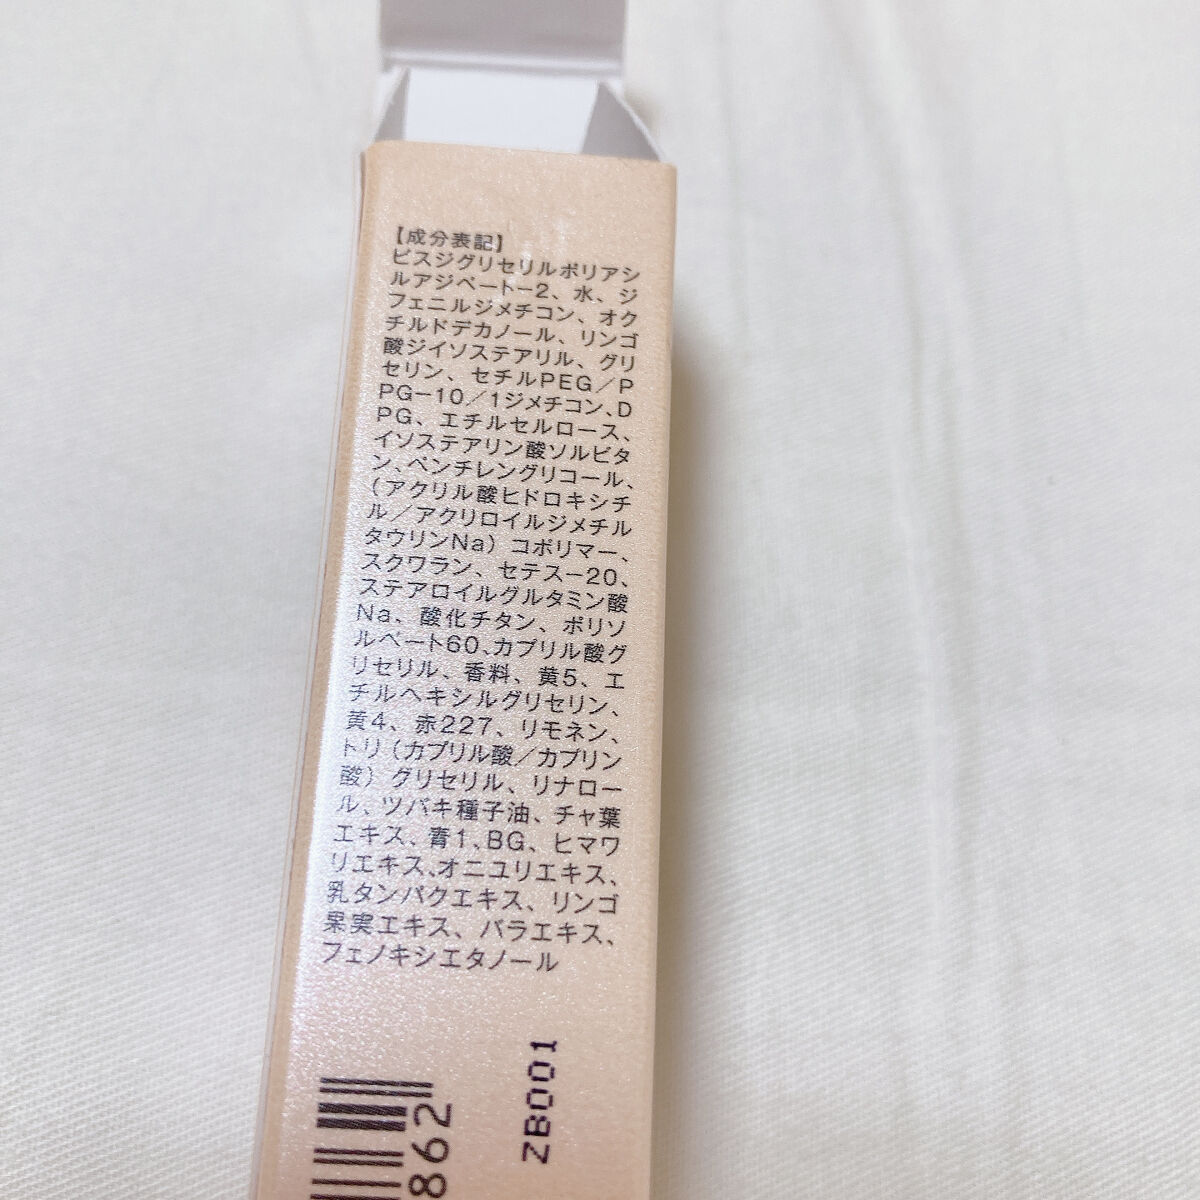 【成分表記】
ビスジグリセリルポリアシ
ルアジペート−2、水、ジ
フェニルジメチコン、オク
チルドデカノール、リンゴ
酸ジイソステアリル、グリ
セリン、セチルPEG／P
PG−10／1ジメチコン、D
PG、エチルセルロース、
イソステアリン酸ソルビタ
ン、ペンチレングリコール、
（アクリル酸ヒドロキシチ
ル／アクリロイルジメチル
タウリンNa）コポリマー、
スクワラン、セテス−20、
ステアロイルグルタミン酸
Na、酸化チタン、ポリソ
ルベート60、カプリル酸グ
リセリル、香料、黄5、エ
チルヘキシルグリセリン、
黄4、赤227、リモネン、
トリ（カプリル酸／カプリン
酸）グリセリル、リナロー
ル、ツバキ種子油、チャ葉
エキス、青1、BG、ヒマワ
リエキス、オニユリエキス、
乳タンパクエキス、リンゴ
果実エキス、バラエキス、
フェノキシエタノール
ZB001
862